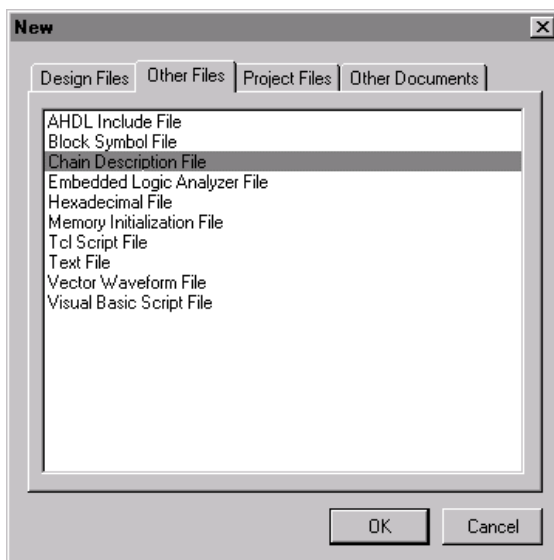 New
Design Files Other Files Project Files Other Documents
AHDL Include File
Block Symbol File
Chain Description File
Embedded Logic Analyzer File
Hexadecimal File
Memory Initialization File
Tcl Script File
Text File
Vector Waveform File
Visual Basic Script File
OK Cancel